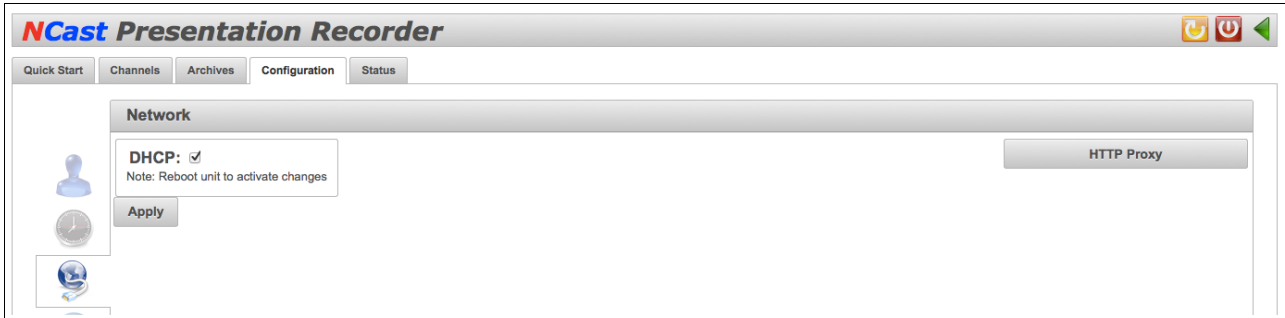 NCast Presentation Recorder
Quick Start Channels Archives Configuration Status
Network
DHCP:
HTTP Proxy
Note: Reboot unit to activate changes
Apply